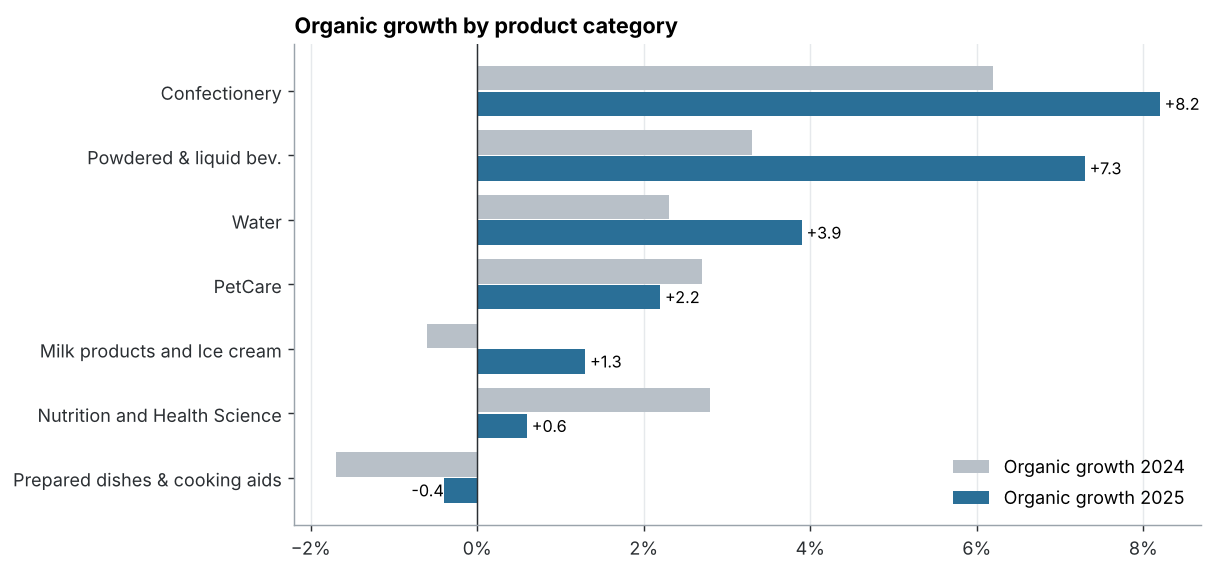 Organic growth by product category
Confectionery
+8.2
Powdered & liquid bev.
+7.3
Water
+3.9
PetCare
+2.2
Milk products and Ice cream
+1.3
Nutrition and Health Science
+0.6
Prepared dishes & cooking aids
-0.4
Organic growth 2024
Organic growth 2025
−2% 0% 2% 4% 6% 8%